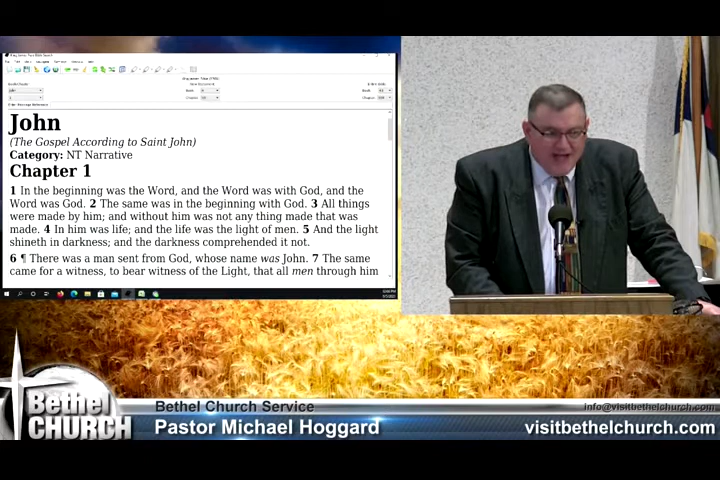 John
(The Gospel According to Saint John)
Category: NT Narrative
Chapter 1
1 In the beginning was the Word, and the Word was with God, and the
Word was God. 2 The same was in the beginning with God. 3 All things
were made by him; and without him was not any thing made that was
made. 4 In him was life; and the life was the light of men. 5 And the light
shineth in darkness; and the darkness comprehended it not.
6 ¶ There was a man sent from God, whose name was John. 7 The same
came for a witness, to bear witness of the Light, that all men through him
Bethel
CHURCH
Bethel Church Service
info@visitbethelchurch.com
Pastor Michael Hoggard
visitbethelchurch.com